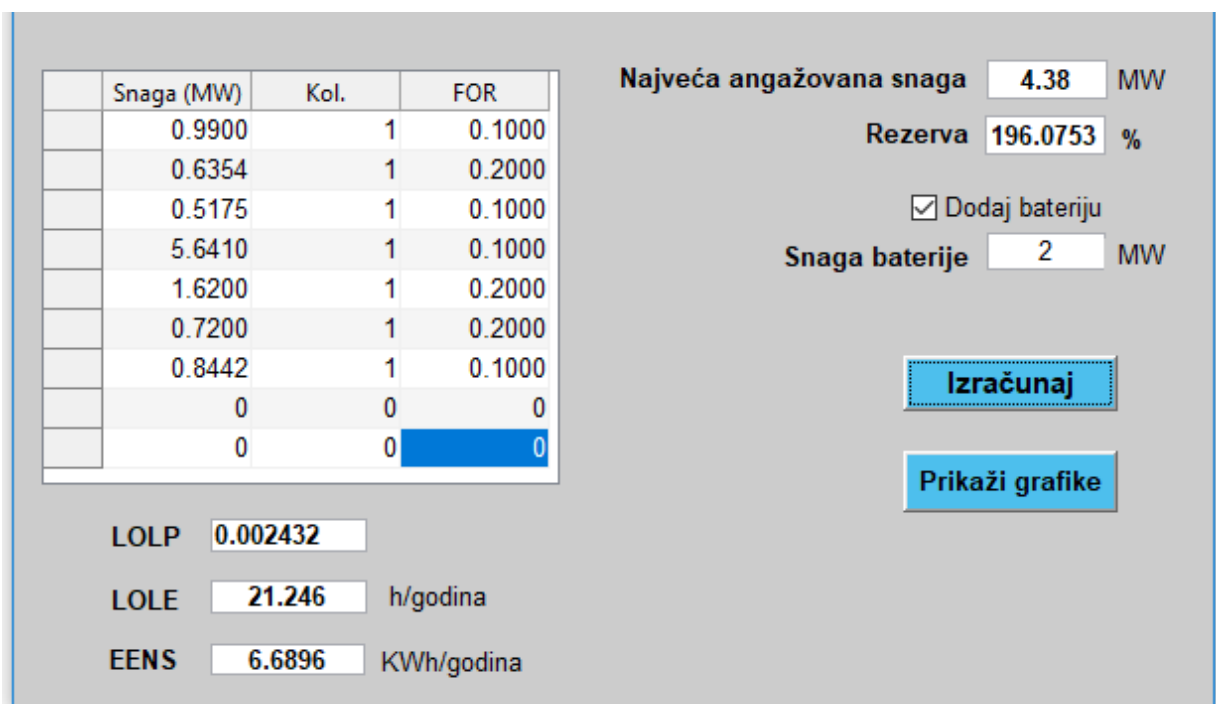 Snaga (MW) Kol. FOR
0.9900 1 0.1000
0.6354 1 0.2000
0.5175 1 0.1000
5.6410 1 0.1000
1.6200 1 0.2000
0.7200 1 0.2000
0.8442 1 0.1000
0 0 0
0 0 0
Najveća angažovana snaga 4.38 MW
Rezerva 196.0753 %
Dodaj bateriju
Snaga baterije 2 MW
Izračunaj
Prikaži grafike
LOLP 0.002432
LOLE 21.246 h/godina
EENS 6.6896 KWh/godina